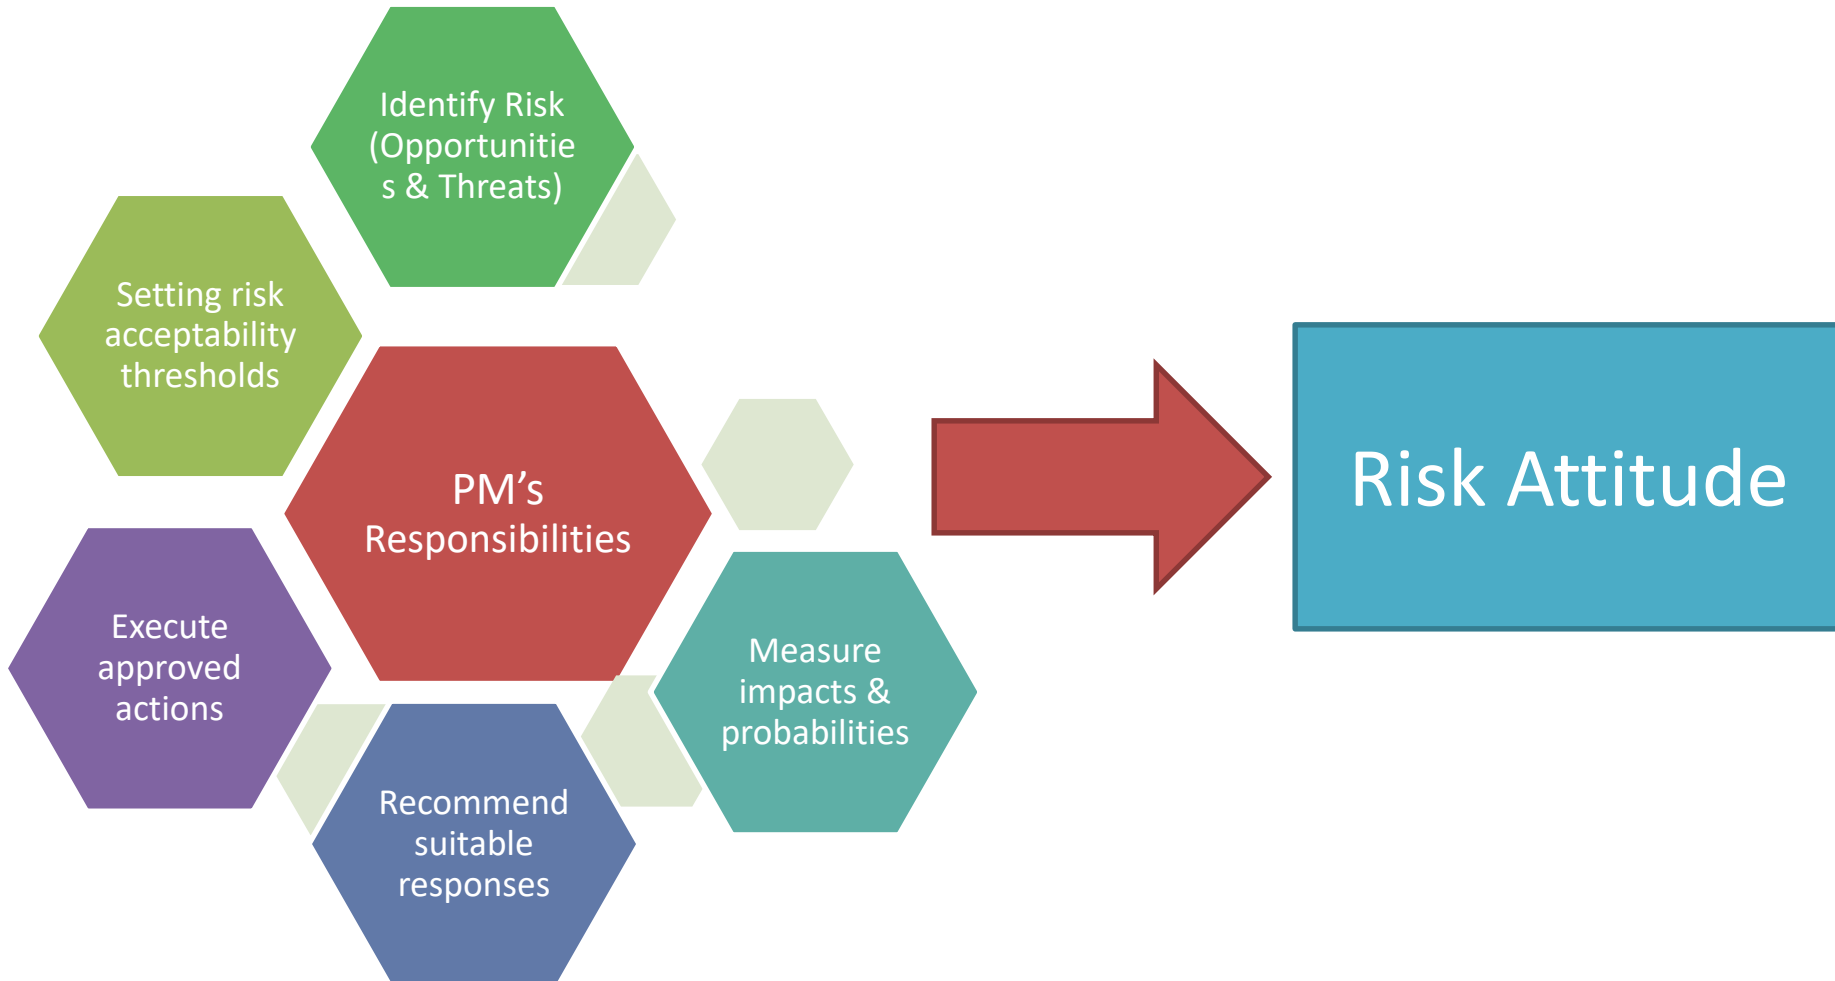 Identify Risk
(Opportunitie
s & Threats)
Setting risk
acceptability
thresholds
PM’s
Responsibilities
Execute
approved
actions
Measure
impacts &
probabilities
Recommend
suitable
responses
Risk Attitude